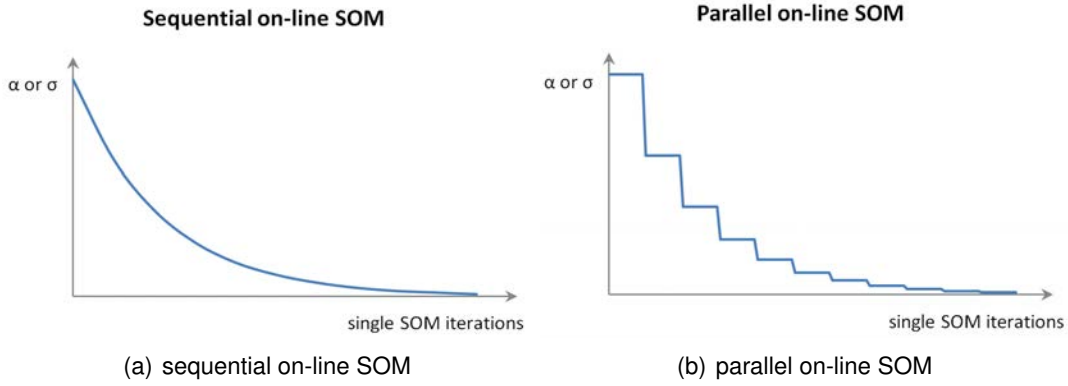 Sequential on-line SOM
α or σ
single SOM iterations
(a) sequential on-line SOM
Parallel on-line SOM
α or σ
single SOM iterations
(b) parallel on-line SOM